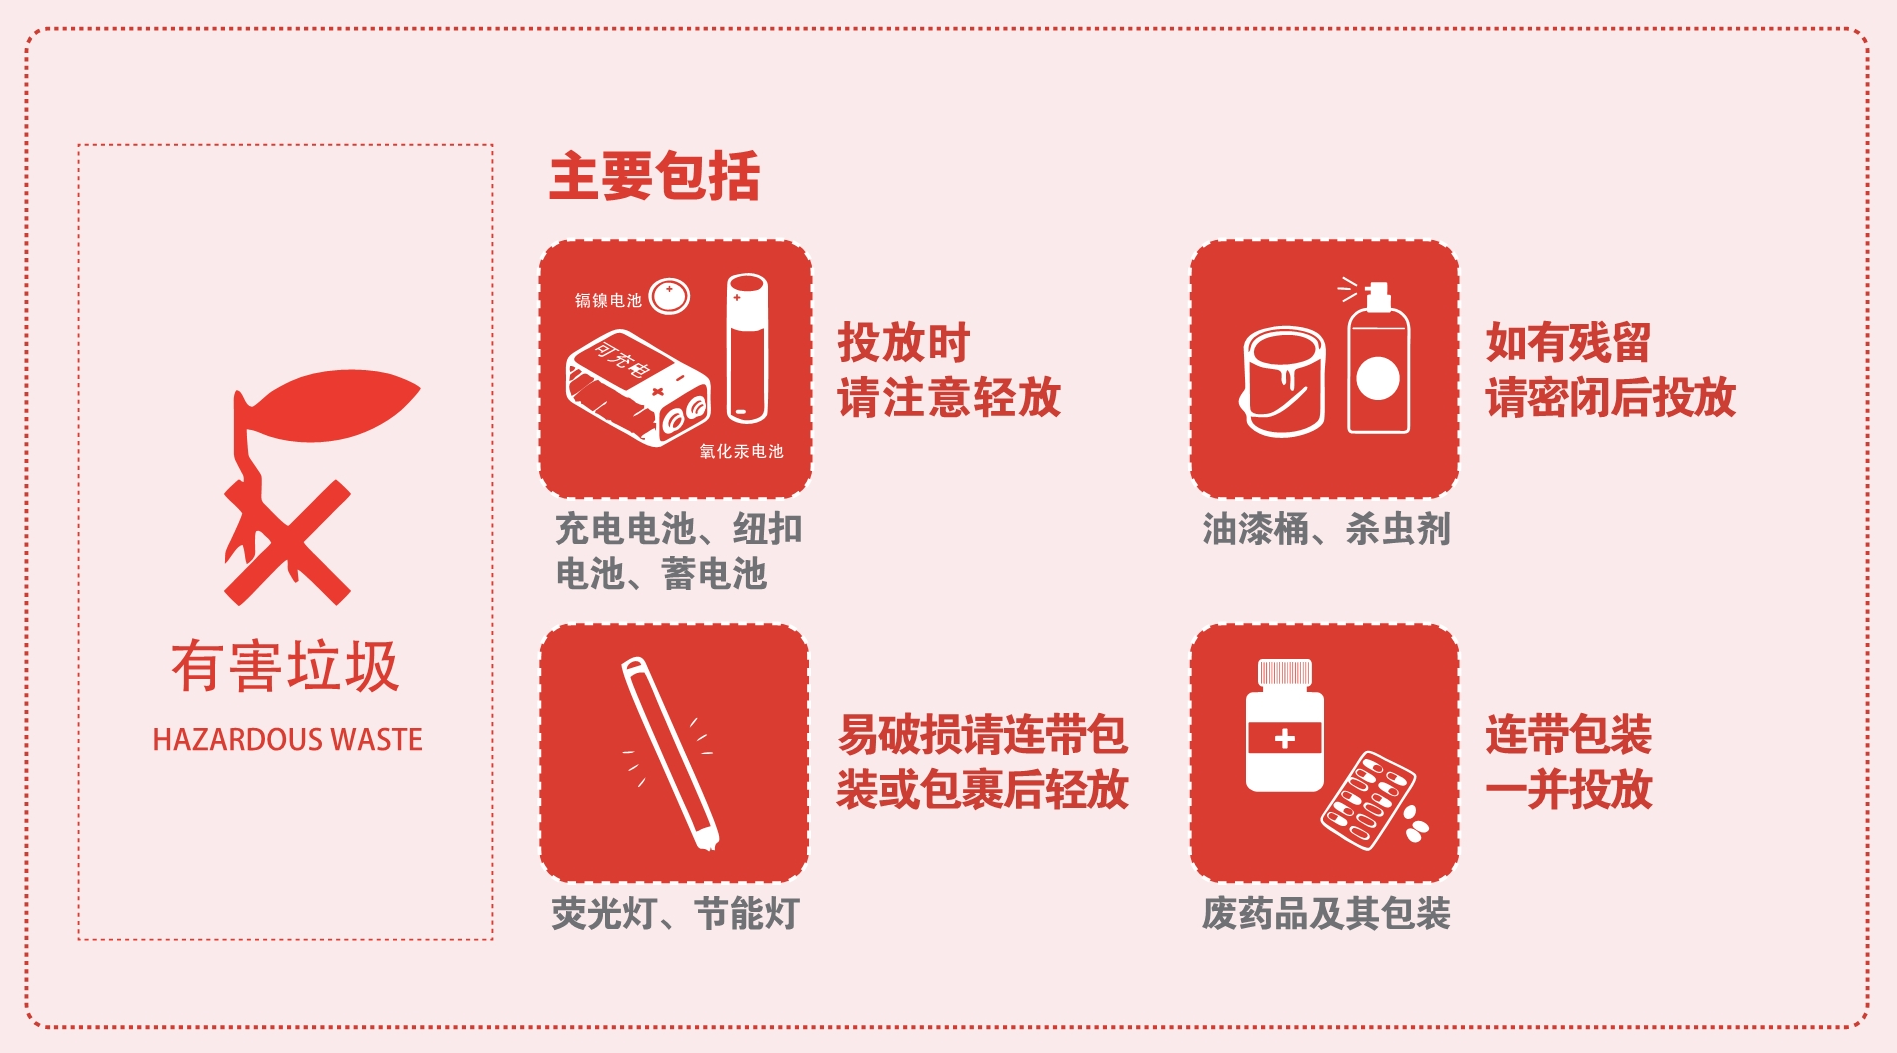 有害垃圾
HAZARDOUS WASTE
主要包括
镉镍电池
可充电
氧化汞电池
投放时
请注意轻放
充电电池、纽扣
电池、蓄电池
如有残留
请密闭后投放
油漆桶、杀虫剂
易破损请连带包
装或包裹后轻放
荧光灯、节能灯
连带包装
一并投放
废药品及其包装